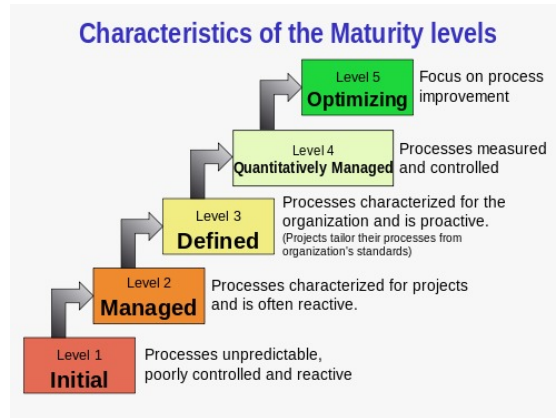 Characteristics of the Maturity levels
Level 5
Optimizing
Focus on process
improvement
Level 4
Quantitatively Managed
Processes measured
and controlled
Level 3
Defined
Processes characterized for the
organization and is proactive.
(Projects tailor their processes from
organization's standards)
Level 2
Managed
Processes characterized for projects
and is often reactive.
Level 1
Initial
Processes unpredictable,
poorly controlled and reactive